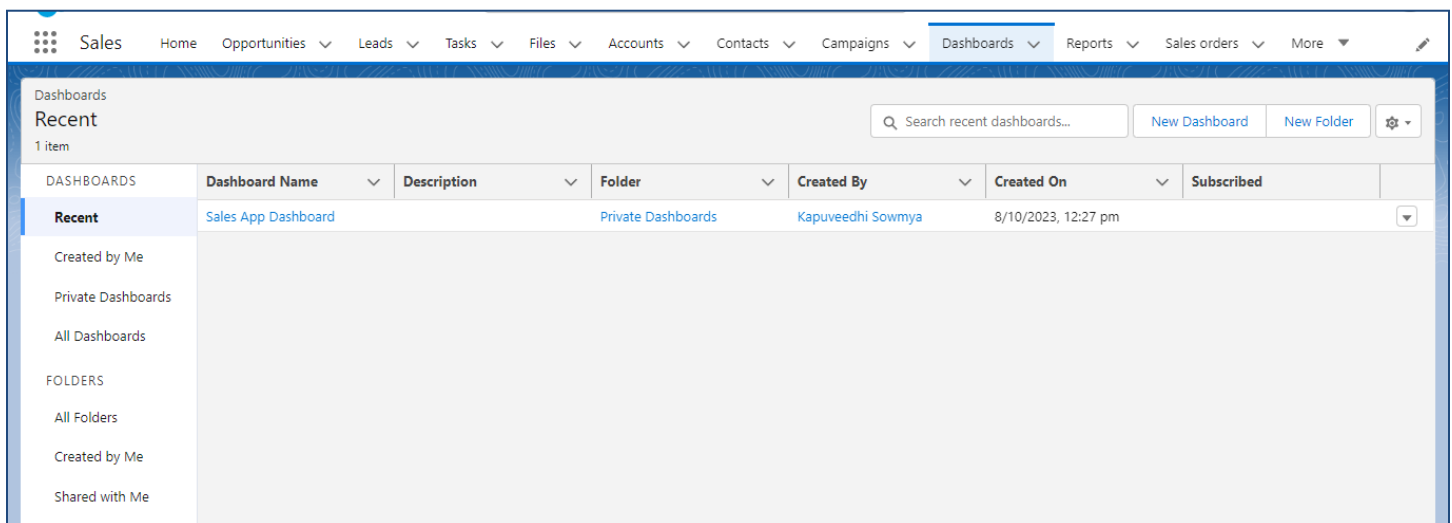 Sales Home Opportunities Leads Tasks Files Accounts Contacts Campaigns Dashboards Reports Sales orders More
Dashboards
Recent
1 item
Search recent dashboards...
New Dashboard
New Folder
DASHBOARDS
Recent
Created by Me
Private Dashboards
All Dashboards
FOLDERS
All Folders
Created by Me
Shared with Me
Dashboard Name Description Folder Created By Created On Subscribed
Sales App Dashboard Private Dashboards Kapuveedhi Sowmya 8/10/2023, 12:27 pm